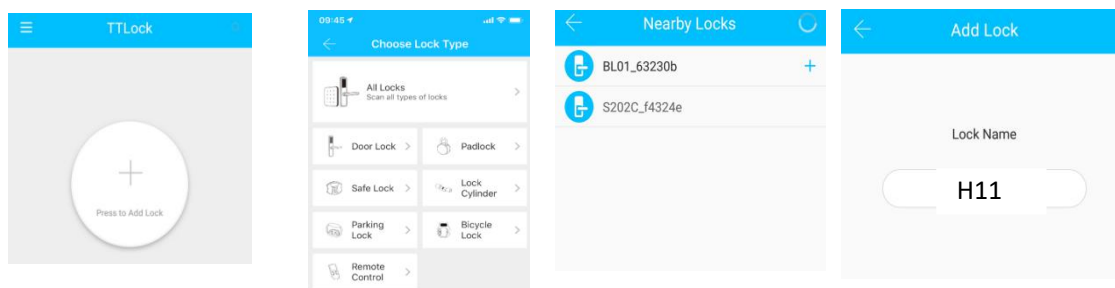 TTLock
Press to Add Lock
09:45
Choose Lock Type
All Locks
Scan all types of locks
Door Lock
Padlock
Safe Lock
Lock
Cylinder
Parking
Lock
Bicycle
Lock
Remote
Control
Nearby Locks
BL01_63230b
S202C_f4324e
Add Lock
Lock Name
H11